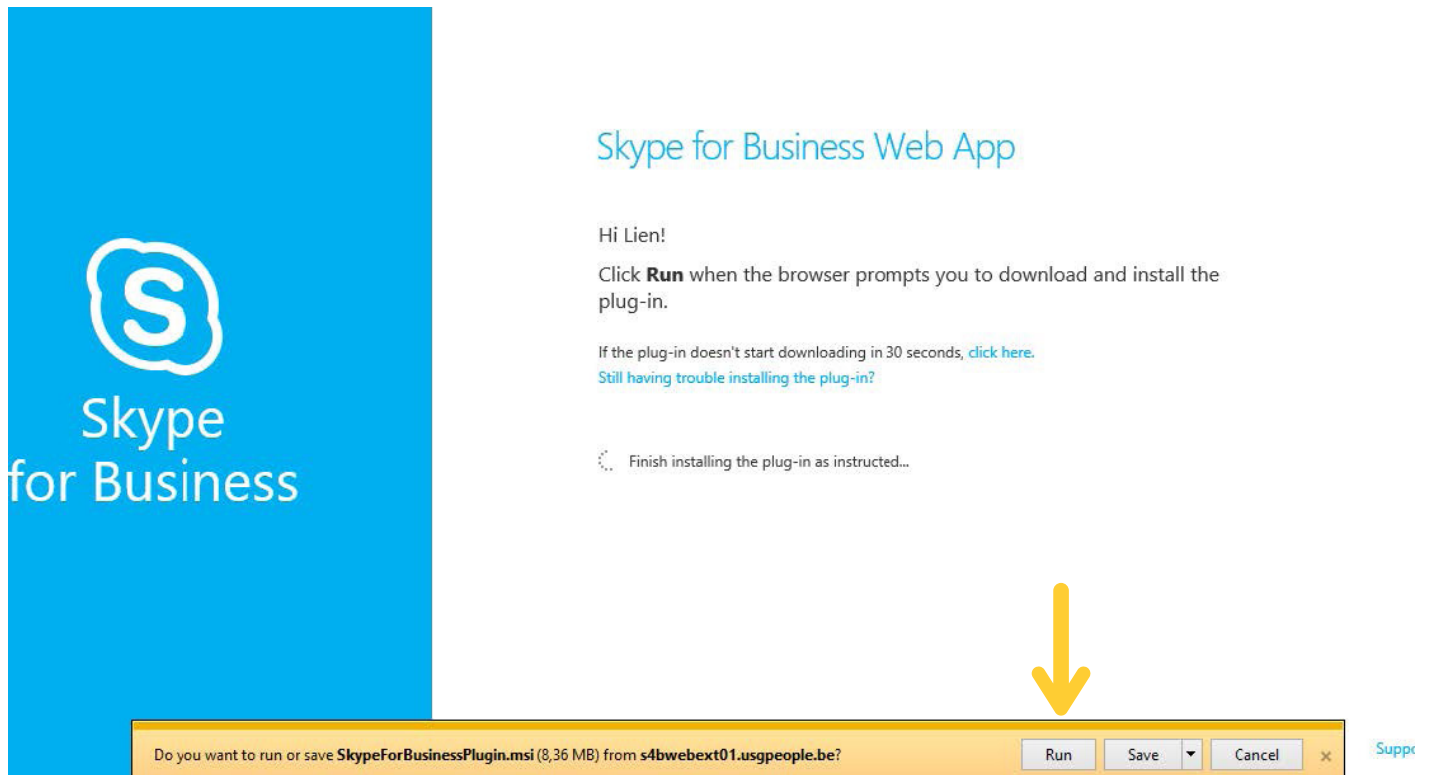 Skype for Business Web App
Hi Lien!
Click Run when the browser prompts you to download and install the
plug-in.
If the plug-in doesn't start downloading in 30 seconds, click here.
Still having trouble installing the plug-in?
Finish installing the plug-in as instructed...
S
Skype
for Business
Do you want to run or save SkypeForBusinessPlugin.msi (8,36 MB) from s4bwebext01.usgpeople.be?
Run Save Cancel ×